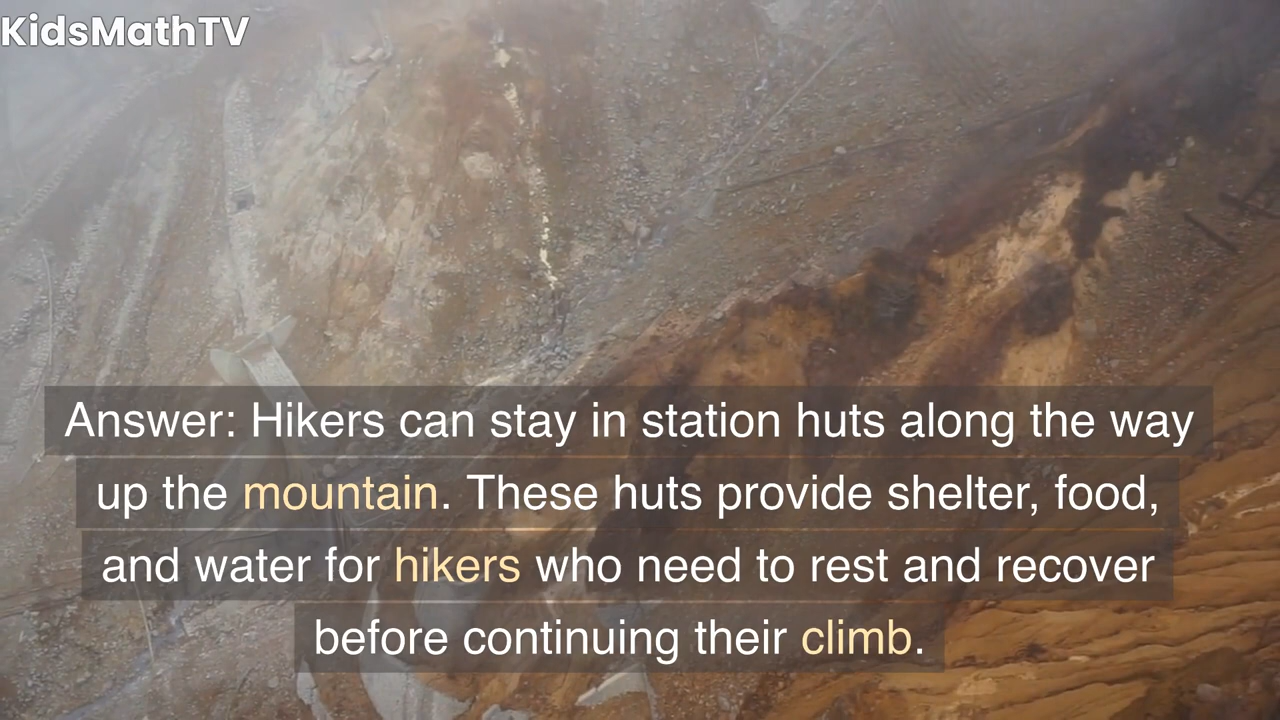 KidsMathTV
Answer: Hikers can stay in station huts along the way
up the mountain. These huts provide shelter, food,
and water for hikers who need to rest and recover
before continuing their climb.